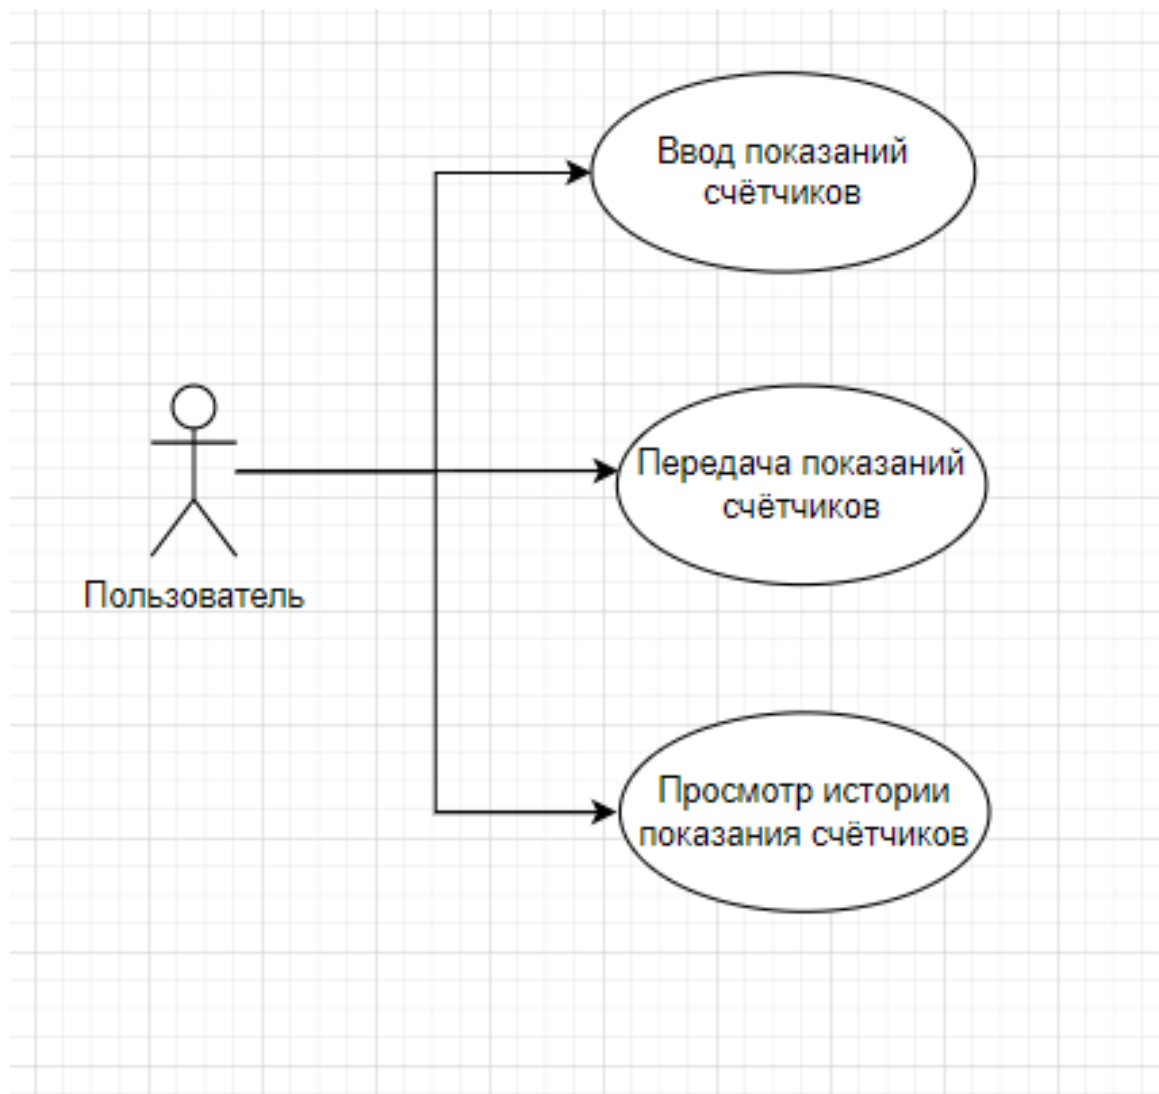 Ввод показаний
счётчиков
Передача показаний
счётчиков
Пользователь
Просмотр истории
показания счётчиков